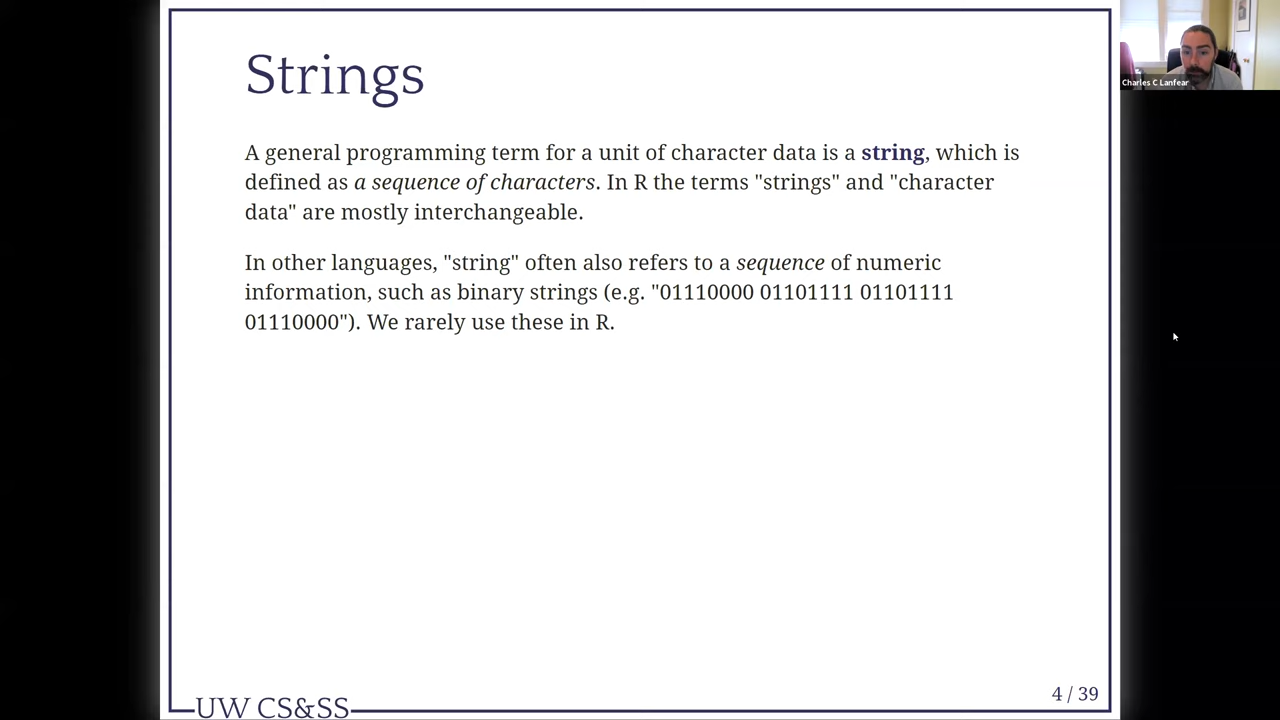 Strings
A general programming term for a unit of character data is a string, which is
defined as a sequence of characters. In R the terms "strings" and "character
data" are mostly interchangeable.
In other languages, "string" often also refers to a sequence of numeric
information, such as binary strings (e.g. "01110000 01101111 01101111
01110000"). We rarely use these in R.
4 / 39
UW CS&SS
Charles C Lanfear